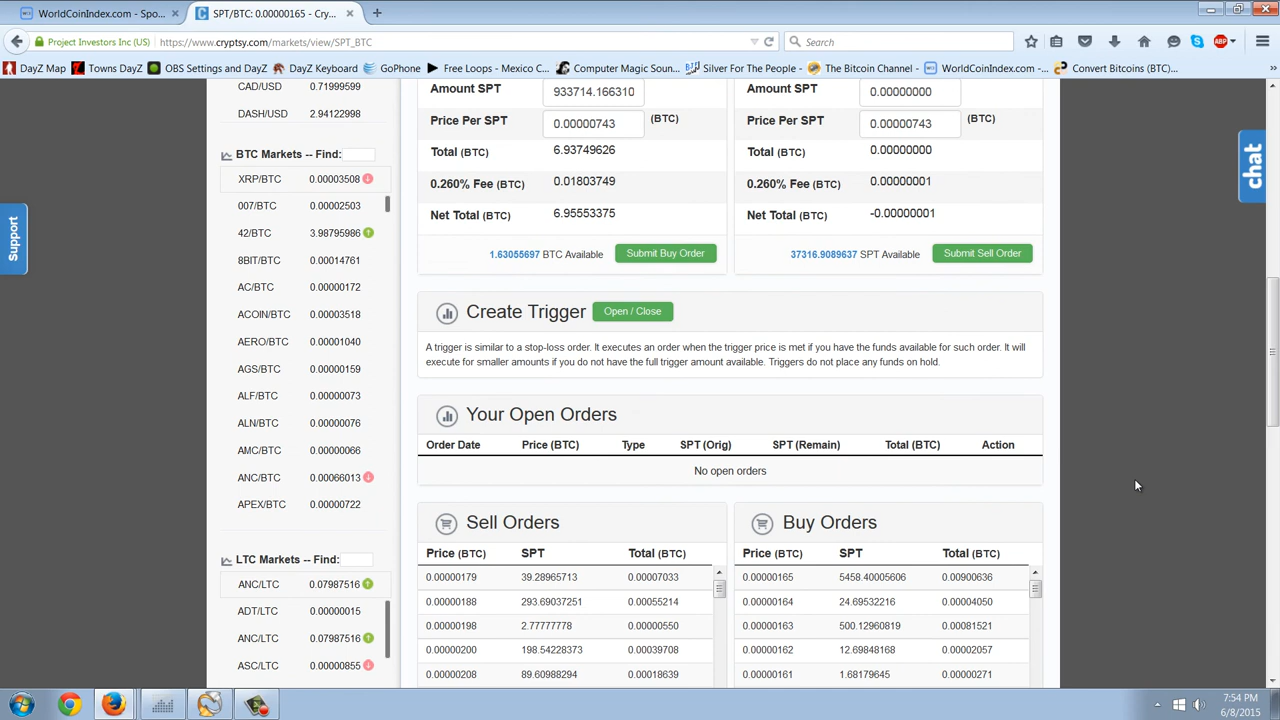 WorldCoinIndex.com - Spo... ×
SPT/BTC: 0.00000165 - Cry... ×
Project Investors Inc (US) https://www.cryptsy.com/markets/view/SPT_BTC Search
DayZ Map Towns DayZ OBS Settings and DayZ DayZ Keyboard GoPhone Free Loops - Mexico C... Computer Magic Soun... Silver For The People - ... The Bitcoin Channel - ... WorldCoinIndex.com -... Convert Bitcoins (BTC)... »
CAD/USD 0.71999599
DASH/USD 2.94122998
BTC Markets -- Find:
XRP/BTC 0.00003508
007/BTC 0.00002503
42/BTC 3.98795986
8BIT/BTC 0.00014761
AC/BTC 0.00000172
ACOIN/BTC 0.00003518
AERO/BTC 0.00001040
AGS/BTC 0.00000159
ALF/BTC 0.00000073
ALN/BTC 0.00000076
AMC/BTC 0.00000066
ANC/BTC 0.00066013
APEX/BTC 0.00000722
LTC Markets -- Find:
ANC/LTC 0.07987516
ADT/LTC 0.00000015
ANC/LTC 0.07987516
ASC/LTC 0.00000855
Support
Amount SPT 933714.166310
Price Per SPT 0.00000743 (BTC)
Total (BTC) 6.93749626
0.260% Fee (BTC) 0.01803749
Net Total (BTC) 6.95553375
1.63055697 BTC Available Submit Buy Order
Amount SPT 0.00000000
Price Per SPT 0.00000743 (BTC)
Total (BTC) 0.00000000
0.260% Fee (BTC) 0.00000001
Net Total (BTC) -0.00000001
37316.9089637 SPT Available Submit Sell Order
chat
Create Trigger Open / Close
A trigger is similar to a stop-loss order. It executes an order when the trigger price is met if you have the funds available for such order. It will
execute for smaller amounts if you do not have the full trigger amount available. Triggers do not place any funds on hold.
Your Open Orders
Order Date Price (BTC) Type SPT (Orig) SPT (Remain) Total (BTC) Action
No open orders
Sell Orders
Price (BTC) SPT Total (BTC)
0.00000179 39.28965713 0.00007033
0.00000188 293.69037251 0.00055214
0.00000198 2.77777778 0.00000550
0.00000200 198.54228373 0.00039708
0.00000208 89.60988294 0.00018639
Buy Orders
Price (BTC) SPT Total (BTC)
0.00000165 5458.40005606 0.00900636
0.00000164 24.69532216 0.00004050
0.00000163 500.12960819 0.00081521
0.00000162 12.69848168 0.00002057
0.00000161 1.68179645 0.00000271
7:54 PM
6/8/2015